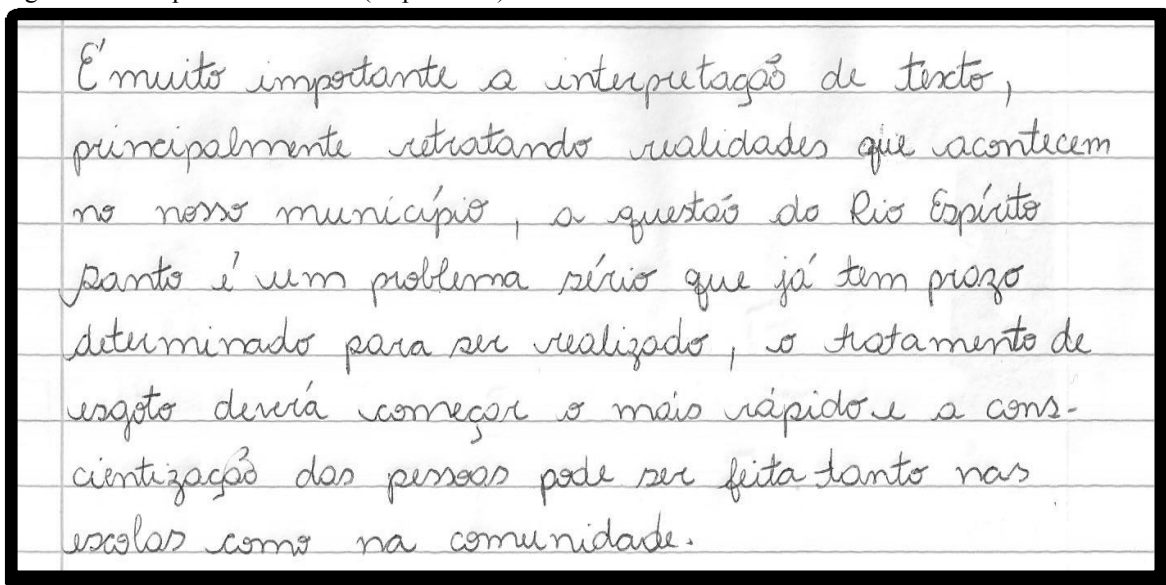 É muito importante a interpretação de texto,
principalmente retratando realidades que acontecem
no nosso município, a questão do Rio Espírito
Santo é um problema sério que já tem prazo
determinado para ser realizado, o tratamento de
esgoto deveria começar o mais rápido e a cons-
cientização das pessoas pode ser feita tanto nas
escolas como na comunidade.